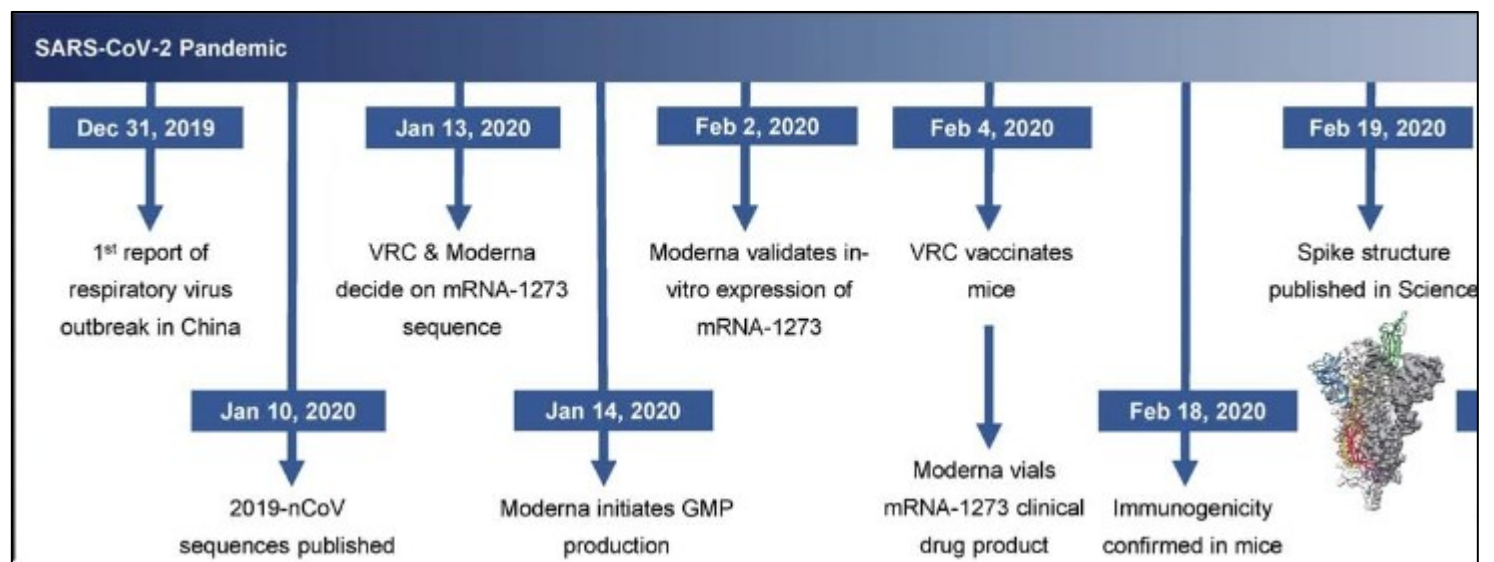 SARS-CoV-2 Pandemic
Dec 31, 2019
1st report of
respiratory virus
outbreak in China
Jan 10, 2020
2019-nCoV
sequences published
Jan 13, 2020
VRC & Moderna
decide on mRNA-1273
sequence
Jan 14, 2020
Moderna initiates GMP
production
Feb 2, 2020
Moderna validates in-
vitro expression of
mRNA-1273
Feb 4, 2020
VRC vaccinates
mice
Moderna vials
mRNA-1273 clinical
drug product
Feb 18, 2020
Immunogenicity
confirmed in mice
Feb 19, 2020
Spike structure
published in Science